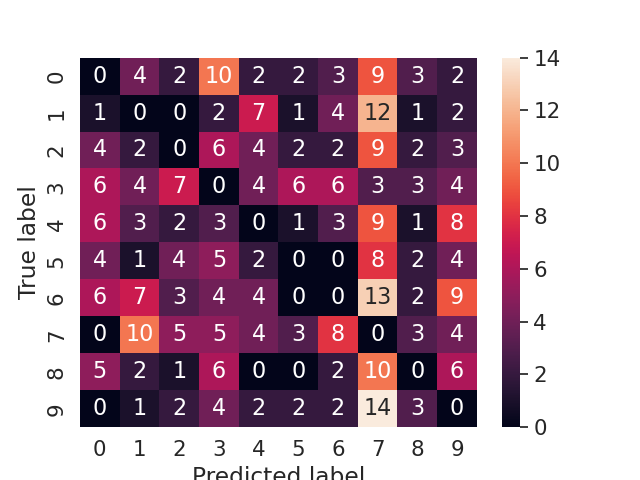 0 4 2 10 2 2 3 9 3 2
1 0 0 2 7 1 4 12 1 2
4 2 0 6 4 2 2 9 2 3
6 4 7 0 4 6 6 3 3 4
6 3 2 3 0 1 3 9 1 8
4 1 4 5 2 0 0 8 2 4
6 7 3 4 4 0 0 13 2 9
0 10 5 5 4 3 8 0 3 4
5 2 1 6 0 0 2 10 0 6
0 1 2 4 2 2 2 14 3 0
0 1 2 3 4 5 6 7 8 9
Predicted label
0 1 2 3 4 5 6 7 8 9
True label
14
12
10
8
6
4
2
0